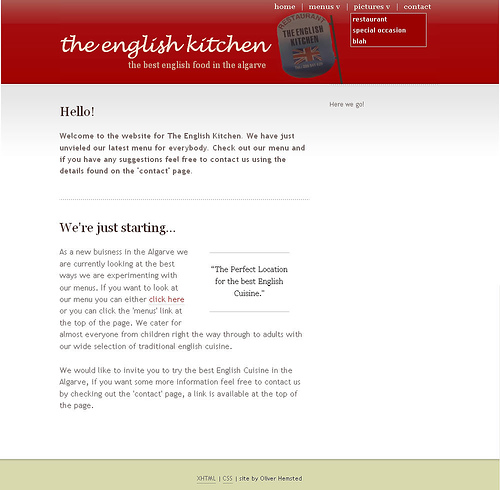 home | menus v | pictures v | contact
restaurant
special occasion
blah
the english kitchen
the best english food in the algarve
RESTAURANT
THE ENGLISH
KITCHEN
Hello!
Here we go!
Welcome to the website for The English Kitchen. We have just
unvieled our latest menu for everybody. Check out our menu and
if you have any suggestions feel free to contact us using the
details found on the 'contact' page.
We're just starting...
As a new buisness in the Algarve we
are currently looking at the best
ways we are experimenting with
our menus. If you want to look at
our menu you can either click here
or you can click the 'menus' link at
the top of the page. We cater for
almost everyone from children right the way through to adults with
our wide selection of traditional english cuisine.
"The Perfect Location
for the best English
Cuisine."
We would like to invite you to try the best English Cuisine in the
Algarve, if you want some more information feel free to contact us
by checking out the 'contact' page, a link is available at the top of
the page.
XHTML | CSS | site by Oliver Hemsted